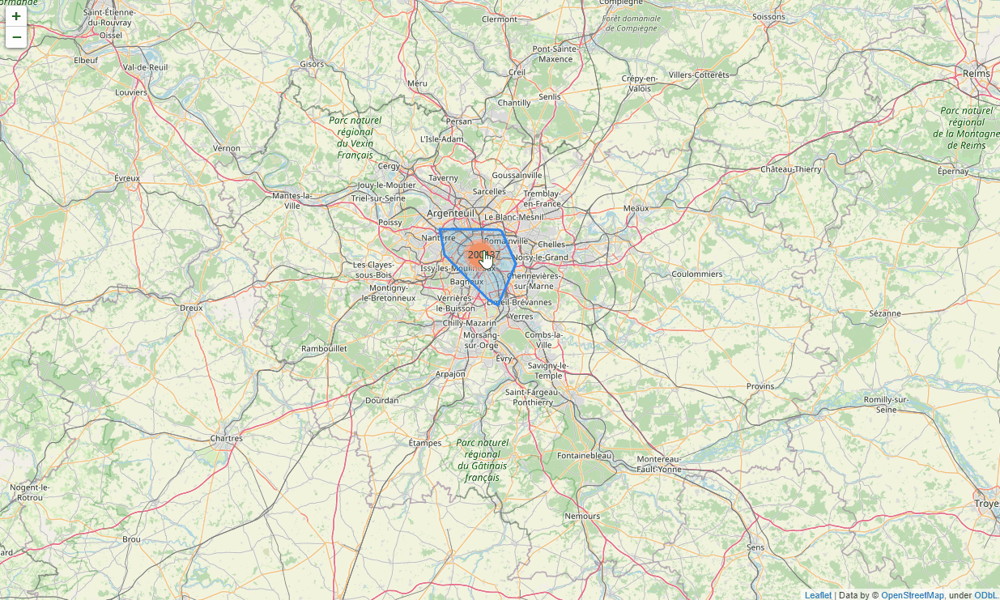 ormande
+
−
Saint-Étienne-
du-Rouvray
Oissel
Elbeuf
Val-de-Reuil
Louviers
Gisors
Clermont
Compiègne
Forêt domaniale
de Compiègne
Soissons
Pont-Sainte-
Maxence
Creil
Méru
Crépy-en-
Valois
Villers-Cotterêts
Reims
Senlis
Chantilly
Persan
L'Isle-Adam
Parc naturel
régional
du Vexin
Français
Parc naturel
régional
de la Montagne
de Reims
Vernon
Évreux
Cergy
Taverny
Goussainville
Château-Thierry
Épernay
Jouy-le-Moutier
Triel-sur-Seine
Sarcelles
Tremblay-
en-France
Mantes-la-
Ville
Meaux
Argenteuil
Le Blanc-Mesnil
Poissy
Nanterre
Romainville
Chelles
Noisy-le-Grand
Issy-les-Moulineaux
Les Clayes-
sous-Bois
Bagneux
Chennevières-
sur-Marne
Coulommiers
Montigny-
le-Bretonneux
Verrières-
le-Buisson
Limeil-Brévannes
Dreux
Yerres
Sézanne
Chilly-Mazarin
Morsang-
sur-Orge
Combs-la-
Ville
Rambouillet
Evry
Savigny-le-
Temple
Arpajon
Provins
Saint-Fargeau-
Ponthierry
Dourdan
Romilly-sur-
Seine
Chartres
Étampes
Parc naturel
régional
du Gâtinais
français
Fontainebleau
Montereau-
Fault-Yonne
Nogent-le-
Rotrou
Troye
Nemours
Brou
Sens
ard
Leaflet | Data by © OpenStreetMap, under ODbL.